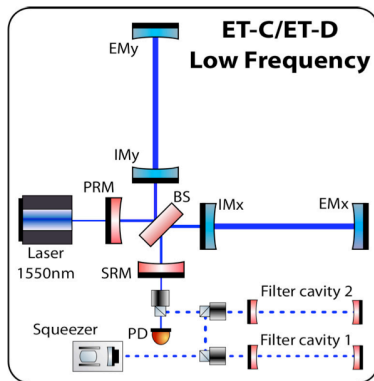 EMy
ET-C/ET-D
Low Frequency
IMy
PRM
BS
IMx
EMx
Laser
1550nm
SRM
Filter cavity 2
Squeezer
PD
Filter cavity 1